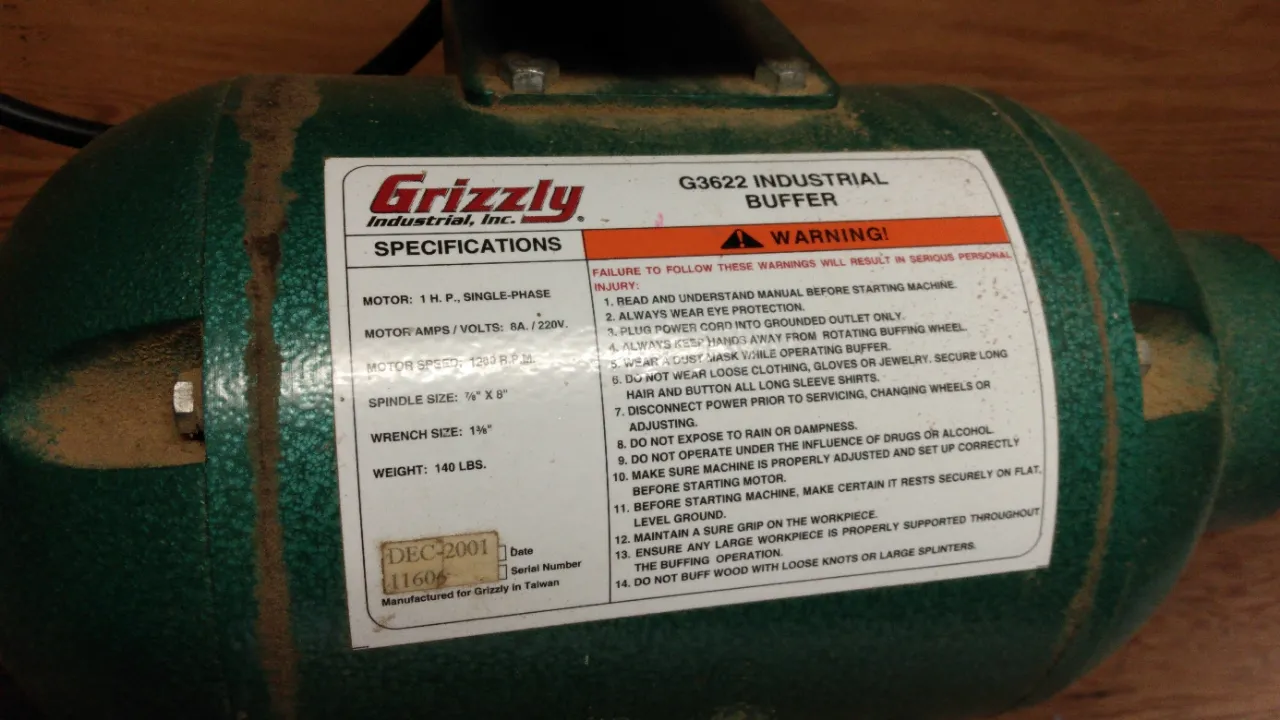 Grizzly
Industrial, Inc.®
G3622 INDUSTRIAL
BUFFER
SPECIFICATIONS
MOTOR: 1 H. P., SINGLE-PHASE
MOTOR AMPS / VOLTS: 8A. / 220V.
MOTOR SPEED: 1200 R.P.M.
SPINDLE SIZE: ⅞" X 8"
WRENCH SIZE: 1⅜"
WEIGHT: 140 LBS.
DEC-2001
11606
Date
Serial Number
Manufactured for Grizzly in Taiwan
WARNING!
FAILURE TO FOLLOW THESE WARNINGS WILL RESULT IN SERIOUS PERSONAL
INJURY:
1. READ AND UNDERSTAND MANUAL BEFORE STARTING MACHINE.
2. ALWAYS WEAR EYE PROTECTION.
3. PLUG POWER CORD INTO GROUNDED OUTLET ONLY.
4. ALWAYS KEEP HANDS AWAY FROM ROTATING BUFFING WHEEL.
5. WEAR A DUST MASK WHILE OPERATING BUFFER.
6. DO NOT WEAR LOOSE CLOTHING, GLOVES OR JEWELRY. SECURE LONG
HAIR AND BUTTON ALL LONG SLEEVE SHIRTS.
7. DISCONNECT POWER PRIOR TO SERVICING, CHANGING WHEELS OR
ADJUSTING.
8. DO NOT EXPOSE TO RAIN OR DAMPNESS.
9. DO NOT OPERATE UNDER THE INFLUENCE OF DRUGS OR ALCOHOL.
10. MAKE SURE MACHINE IS PROPERLY ADJUSTED AND SET UP CORRECTLY
BEFORE STARTING MOTOR.
11. BEFORE STARTING MACHINE, MAKE CERTAIN IT RESTS SECURELY ON FLAT,
LEVEL GROUND.
12. MAINTAIN A SURE GRIP ON THE WORKPIECE.
13. ENSURE ANY LARGE WORKPIECE IS PROPERLY SUPPORTED THROUGHOUT
THE BUFFING OPERATION.
14. DO NOT BUFF WOOD WITH LOOSE KNOTS OR LARGE SPLINTERS.